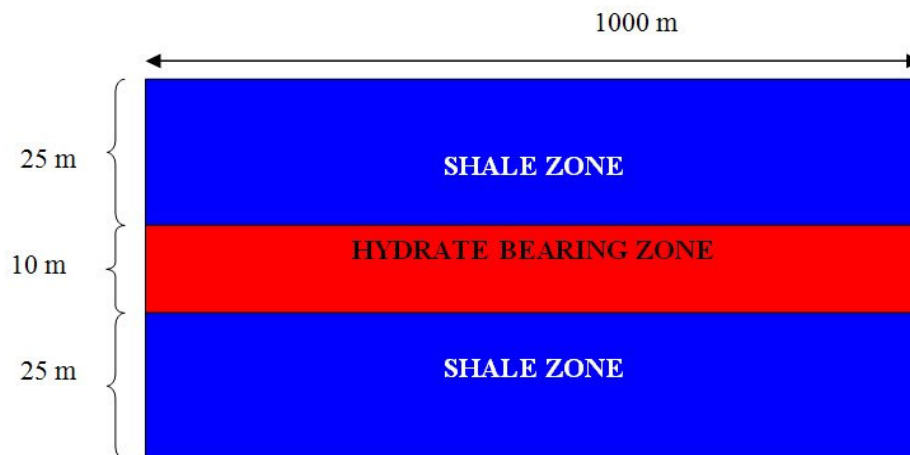 1000 m
25 m
SHALE ZONE
HYDRATE BEARING ZONE
10 m
25 m
SHALE ZONE